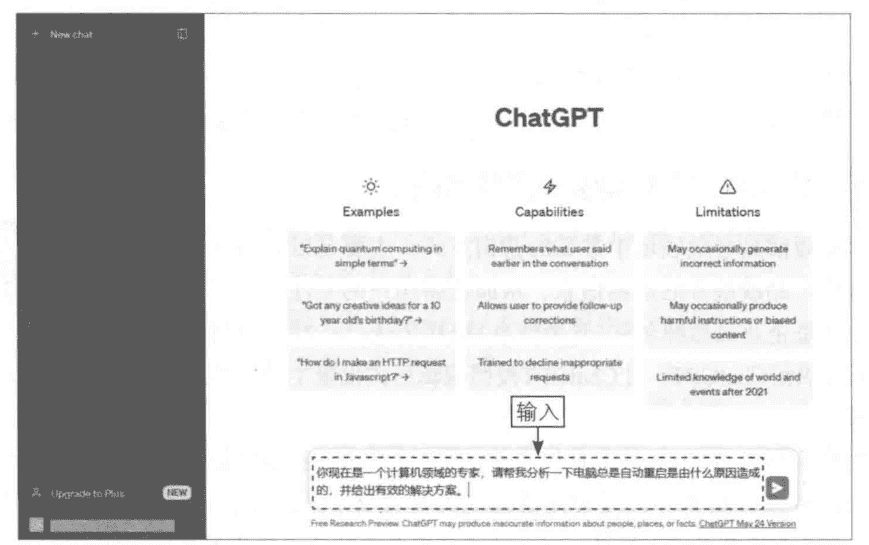 + New chat
ChatGPT
Examples
Capabilities
Limitations
"Explain quantum computing in
simple terms" →
Remembers what user said
earlier in the conversation
May occasionally generate
incorrect information
"Got any creative ideas for a 10
year old's birthday?" →
Allows user to provide follow-up
corrections
May occasionally produce
harmful instructions or biased
content
"How do I make an HTTP request
in Javascript?" →
Trained to decline inappropriate
requests
Limited knowledge of world and
events after 2021
输入
你现在是一个计算机领域的专家，请帮我分析一下电脑总是自动重启是由什么原因造成
的，并给出有效的解决方案。
Upgrade to Plus
NEW
Free Research Preview. ChatGPT may produce inaccurate information about people, places, or facts. ChatGPT May 24 Version